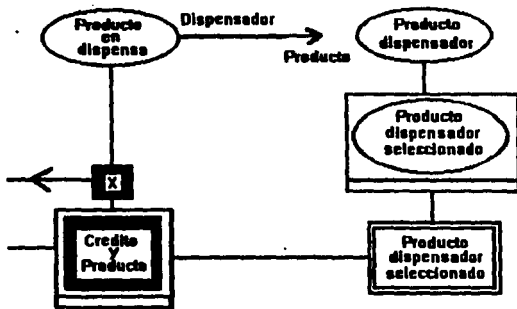 Producto
en
dispensa
Dispensador
Producto
Producto
dispensador
Producto
dispensador
seleccionado
X
Credito
y
Producto
Producto
dispensador
seleccionado